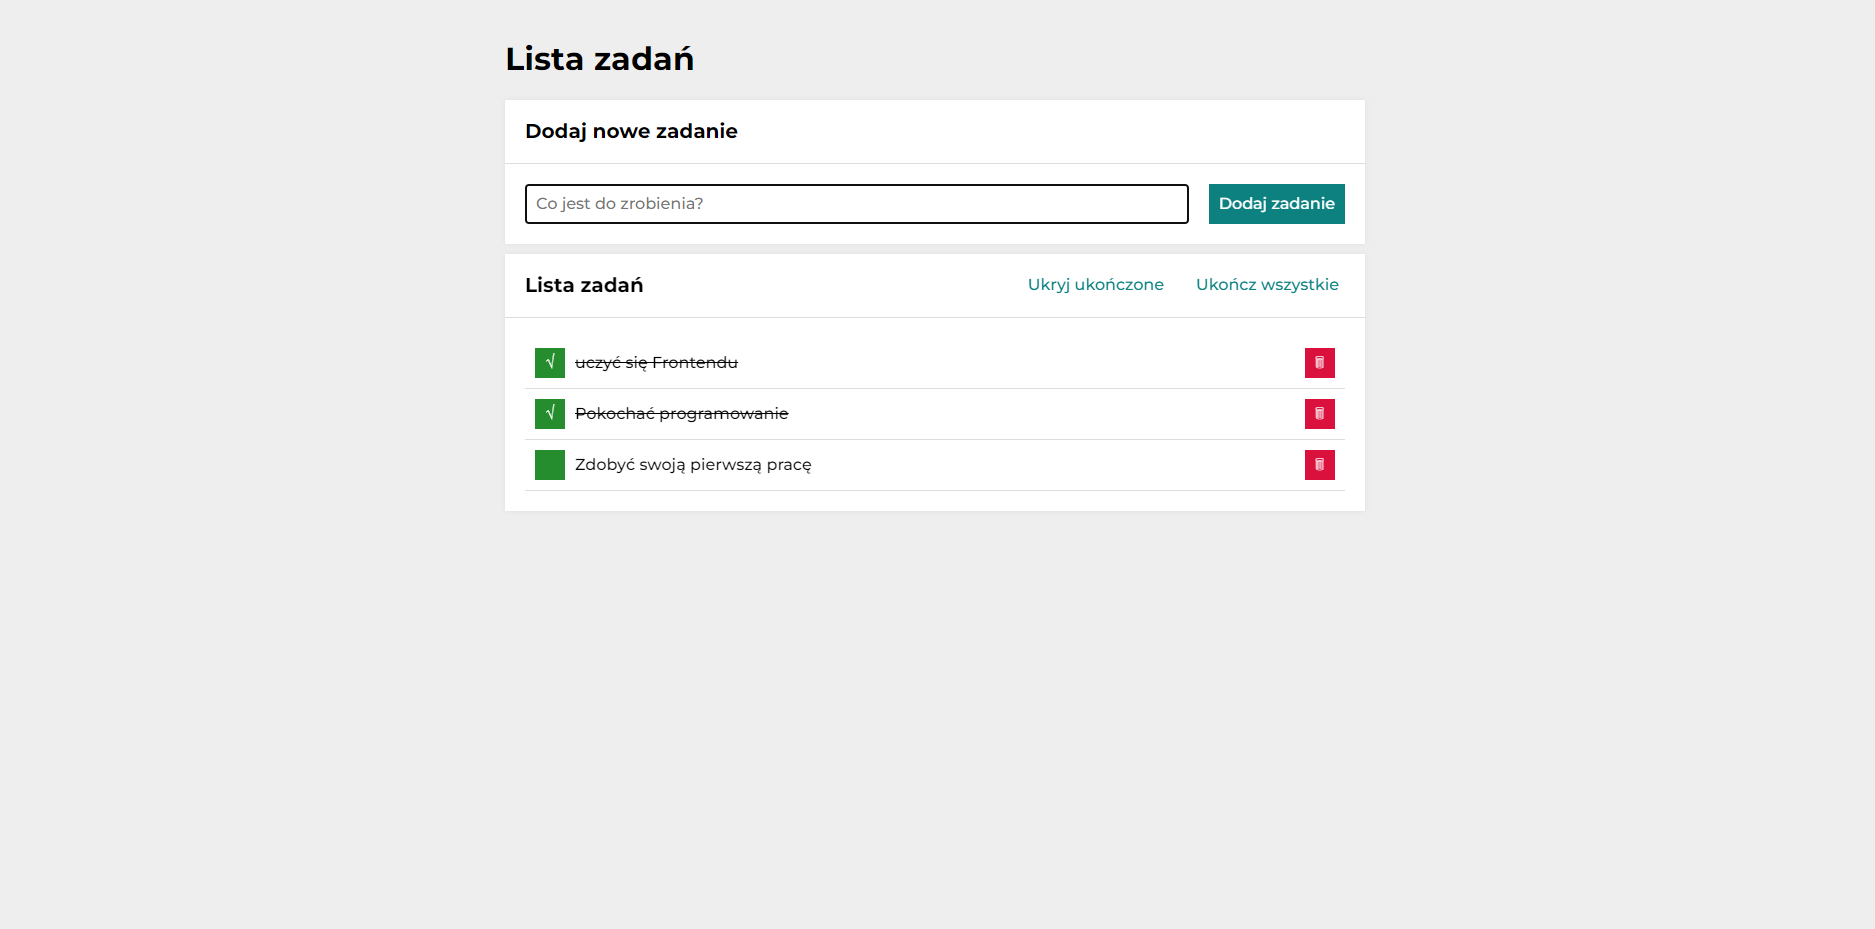 Lista zadań
Dodaj nowe zadanie
Co jest do zrobienia?
Dodaj zadanie
Lista zadań
Ukryj ukończone
Ukończ wszystkie
√ uczyć się Frontendu
√ Pokochać programowanie
Zdobyć swoją pierwszą pracę